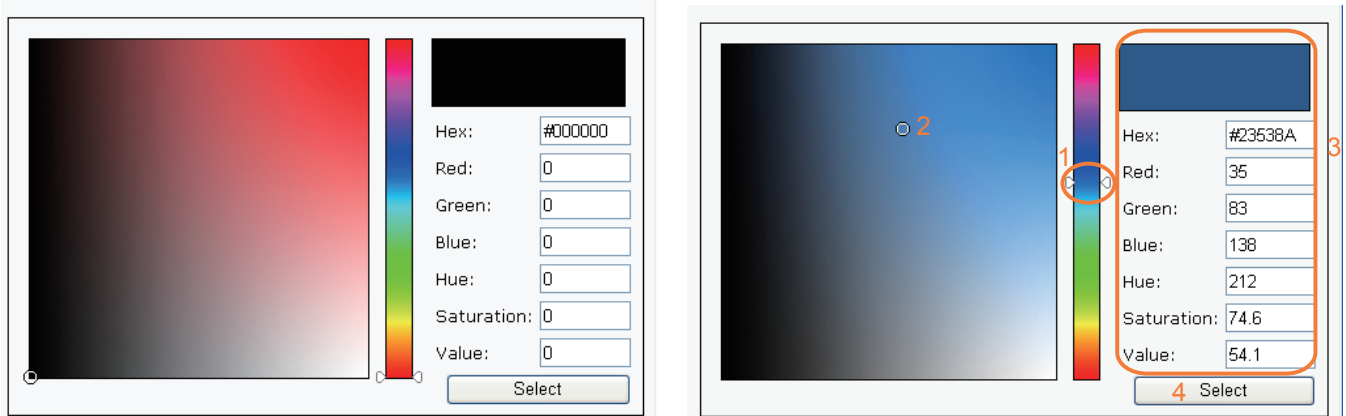 Hex: #000000
Red: 0
Green: 0
Blue: 0
Hue: 0
Saturation: 0
Value: 0
Select
2
1
3
Hex: #23538A
Red: 35
Green: 83
Blue: 138
Hue: 212
Saturation: 74.6
Value: 54.1
4 Select